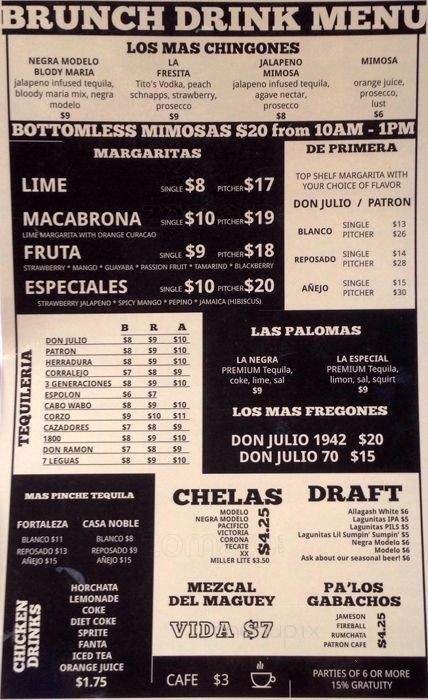 BRUNCH DRINK MENU
LOS MAS CHINGONES
NEGRA MODELO
BLODY MARIA
jalapeno infused tequila,
bloody maria mix, negra
modelo
$9
LA
FRESITA
Tito's Vodka, peach
schnapps, strawberry,
prosecco
$9
JALAPENO
MIMOSA
jalapeno infused tequila,
agave nectar,
prosecco
$8
MIMOSA
orange juice,
prosecco,
lust
$6
BOTTOMLESS MIMOSAS $20 from 10AM - 1PM
MARGARITAS
LIME SINGLE $8 PITCHER $17
MACABRONA SINGLE $10 PITCHER $19
LIME MARGARITA WITH ORANGE CURACAO
FRUTA SINGLE $9 PITCHER $18
STRAWBERRY * MANGO * GUAYABA * PASSION FRUIT * TAMARIND * BLACKBERRY
ESPECIALES SINGLE $10 PITCHER $20
STRAWBERRY JALAPENO * SPICY MANGO * PEPINO * JAMAICA (HIBISCUS)
DE PRIMERA
TOP SHELF MARGARITA WITH
YOUR CHOICE OF FLAVOR
DON JULIO / PATRON
BLANCO SINGLE $13
PITCHER $26
REPOSADO SINGLE $14
PITCHER $28
AÑEJO SINGLE $15
PITCHER $30
TEQUILERIA
B R A
DON JULIO $8 $9 $10
PATRON $8 $9 $10
HERRADURA $8 $9 $10
CORRALEJO $7 $8 $9
3 GENERACIONES $8 $9 $10
ESPOLON $6 $7
CABO WABO $8 $9 $10
CORZO $9 $10 $11
CAZADORES $7 $8 $9
1800 $8 $9 $10
DON RAMON $7 $8 $9
7 LEGUAS $8 $9 $10
LAS PALOMAS
LA NEGRA
PREMIUM Tequila,
coke, lime, sal
$9
LA ESPECIAL
PREMIUM Tequila,
limon, sal, squirt
$9
LOS MAS FREGONES
DON JULIO 1942 $20
DON JULIO 70 $15
MAS PINCHE TEQUILA
FORTALEZA
BLANCO $11
REPOSADO $13
AÑEJO $15
CASA NOBLE
BLANCO $8
REPOSADO $9
AÑEJO $15
CHELAS
MODELO
NEGRA MODELO
PACIFICO
VICTORIA
CORONA
TECATE
XX
$4.25
MILLER LITE $3.50
DRAFT
Allagash White $6
Lagunitas IPA $5
Lagunitas PILS $5
Lagunitas Lil Sumpin' Sumpin' $5
Negra Modelo $6
Modelo $6
Ask about our seasonal beer! $6
CHICKEN
DRINKS
HORCHATA
LEMONADE
COKE
DIET COKE
SPRITE
FANTA
ICED TEA
ORANGE JUICE
$1.75
MEZCAL
DEL MAGUEY
VIDA $7
PA'LOS
GABACHOS
JAMESON
FIREBALL
RUMCHATA
PATRON CAFE
$4.25
CAFE $3
PARTIES OF 6 OR MORE
15% GRATUITY